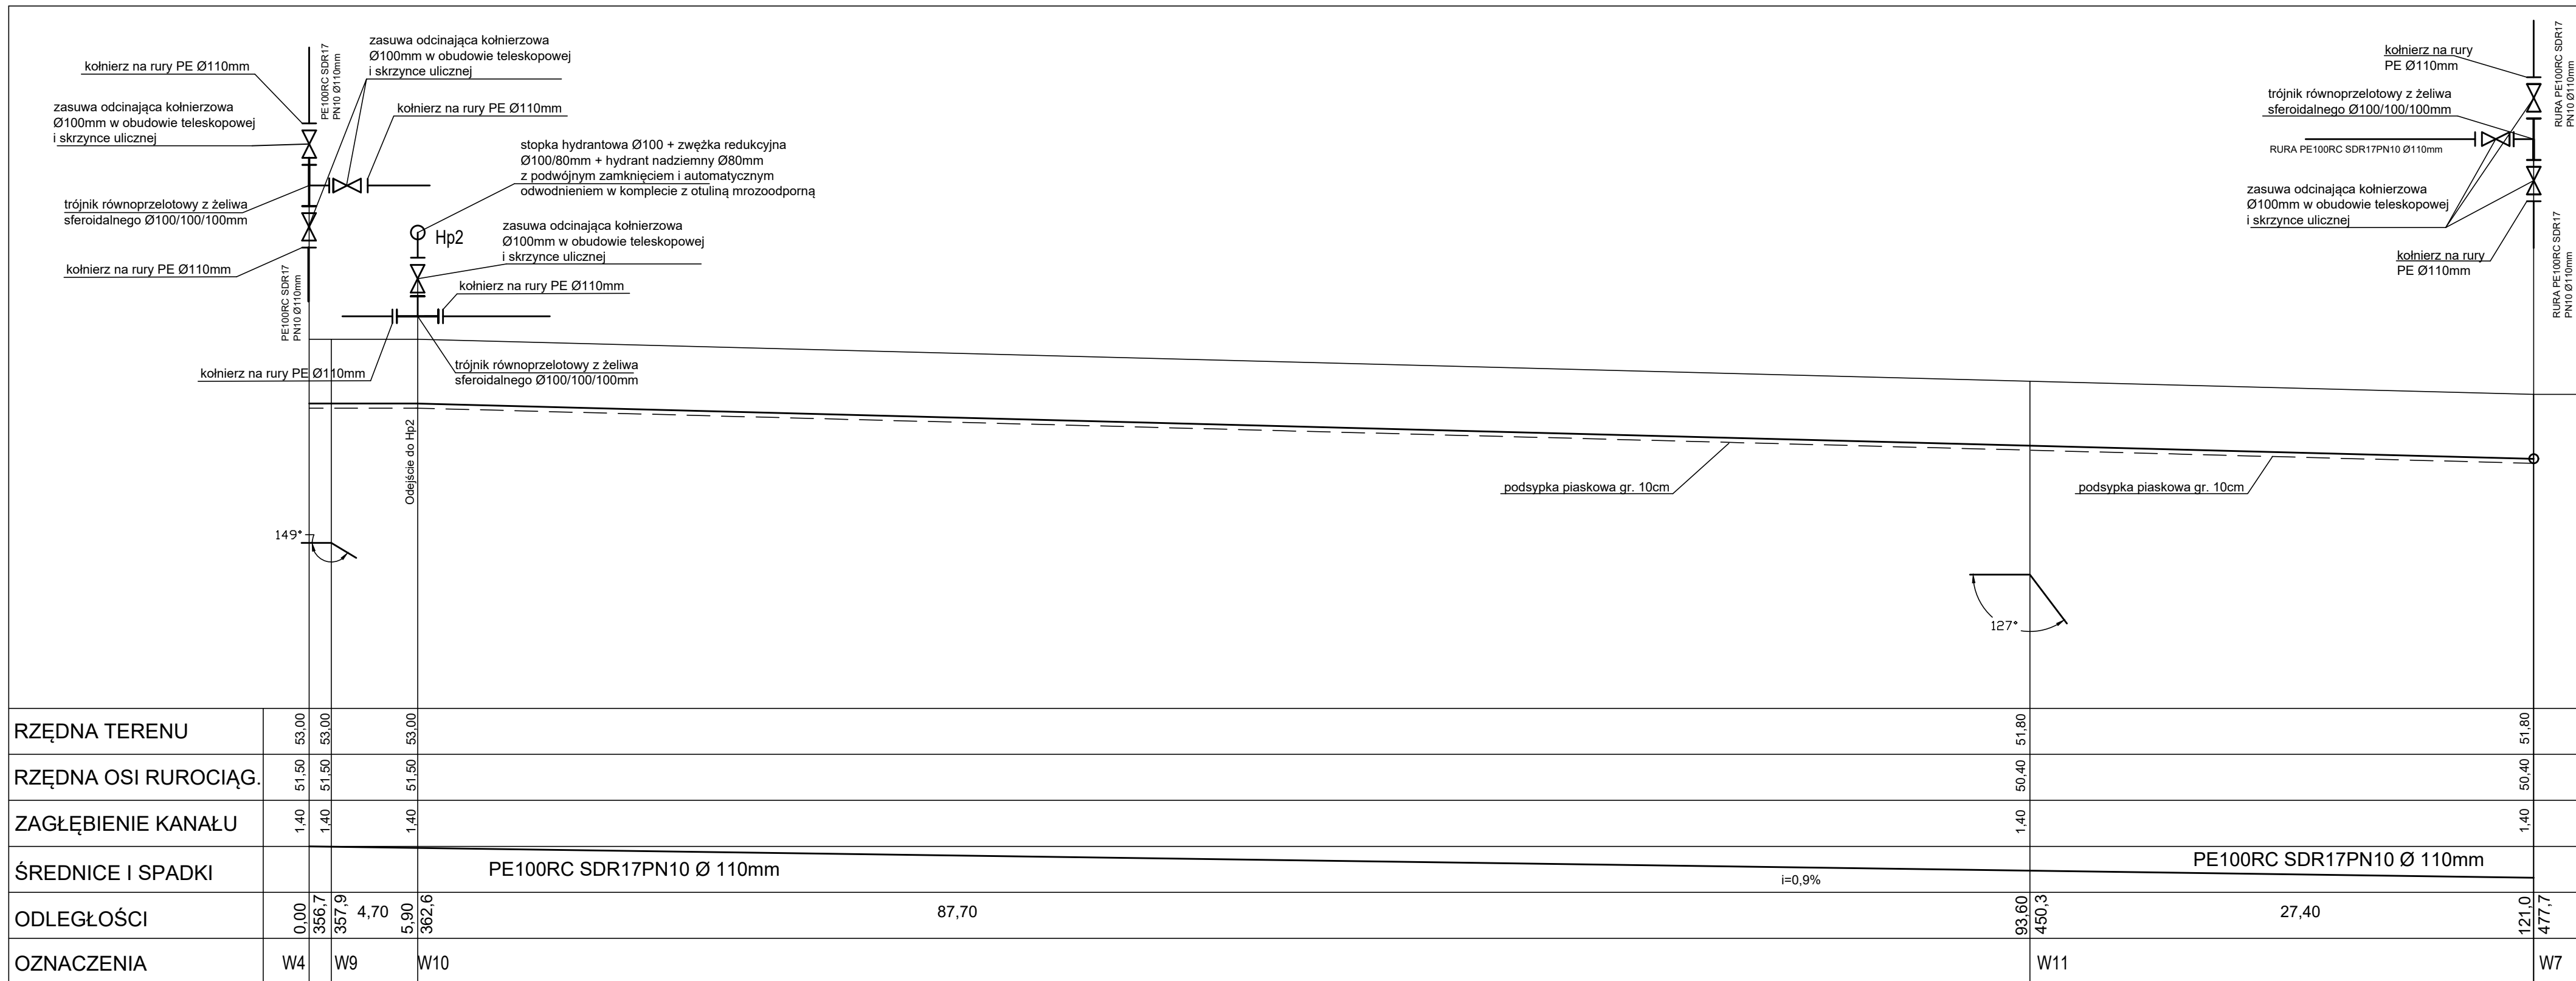 kołnierz na rury PE Ø110mm
zasuwa odcinająca kołnierzowa
Ø100mm w obudowie teleskopowej
i skrzynce ulicznej
trójnik równoprzelotowy z żeliwa
sferoidalnego Ø100/100/100mm
kołnierz na rury PE Ø110mm
PE100RC SDR17
PN10 Ø110mm
PE100RC SDR17
PN10 Ø110mm
zasuwa odcinająca kołnierzowa
Ø100mm w obudowie teleskopowej
i skrzynce ulicznej
kołnierz na rury PE Ø110mm
stopka hydrantowa Ø100 + zwężka redukcyjna
Ø100/80mm + hydrant nadziemny Ø80mm
z podwójnym zamknięciem i automatycznym
odwodnieniem w komplecie z otuliną mrozoodporną
Hp2
zasuwa odcinająca kołnierzowa
Ø100mm w obudowie teleskopowej
i skrzynce ulicznej
kołnierz na rury PE Ø110mm
kołnierz na rury PE Ø110mm
trójnik równoprzelotowy z żeliwa
sferoidalnego Ø100/100/100mm
Odejście do Hp2
kołnierz na rury
PE Ø110mm
trójnik równoprzelotowy z żeliwa
sferoidalnego Ø100/100/100mm
RURA PE100RC SDR17PN10 Ø110mm
zasuwa odcinająca kołnierzowa
Ø100mm w obudowie teleskopowej
i skrzynce ulicznej
kołnierz na rury
PE Ø110mm
RURA PE100RC SDR17
PN10 Ø110mm
RURA PE100RC SDR17
PN10 Ø110mm
podsypka piaskowa gr. 10cm
podsypka piaskowa gr. 10cm
149°
127°
RZĘDNA TERENU 53,00 53,00 53,00 51,80 51,80
RZĘDNA OSI RUROCIĄG. 51,50 51,50 51,50 50,40 50,40
ZAGŁĘBIENIE KANAŁU 1,40 1,40 1,40 1,40 1,40
ŚREDNICE I SPADKI PE100RC SDR17PN10 Ø 110mm i=0,9% PE100RC SDR17PN10 Ø 110mm
ODLEGŁOŚCI 0,00 356,7 357,9 4,70 5,90 362,6 87,70 93,60 450,3 27,40 121,0 477,7
OZNACZENIA W4 W9 W10 W11 W7